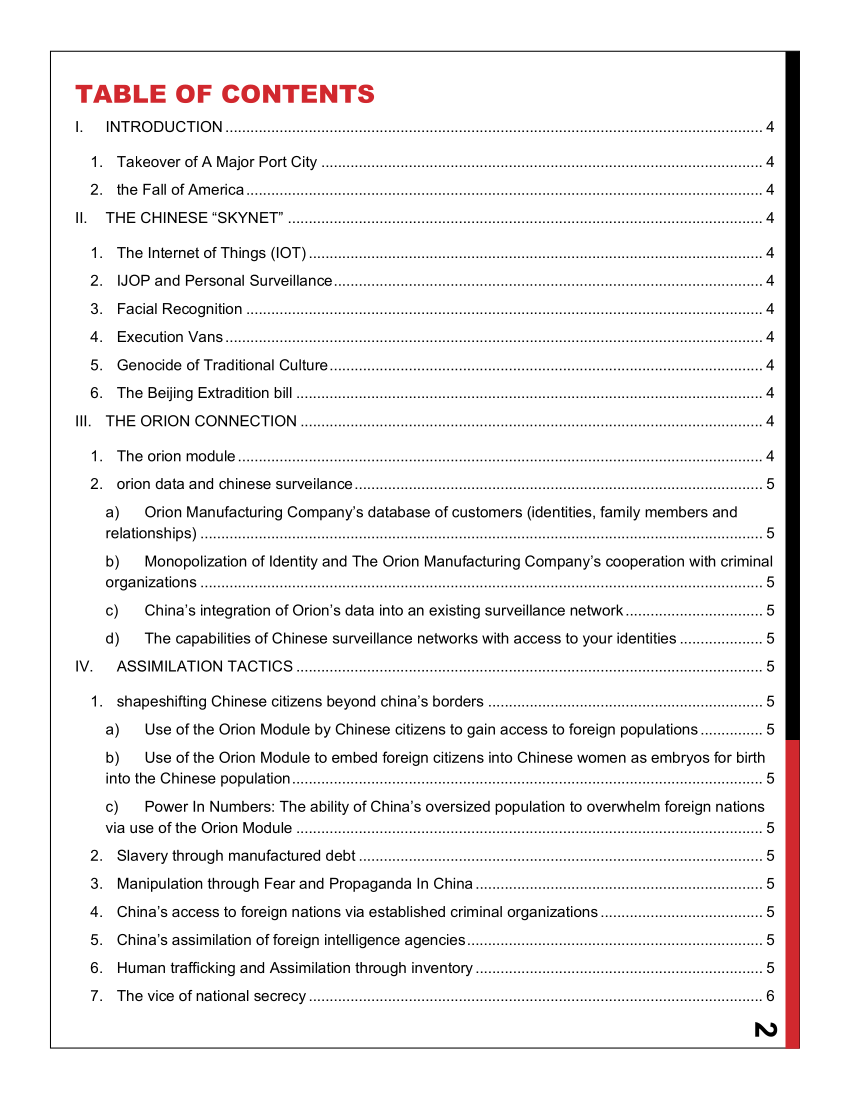 TABLE OF CONTENTS
I. INTRODUCTION ........ 4
1. Takeover of A Major Port City ........ 4
2. the Fall of America ........ 4
II. THE CHINESE “SKYNET” ........ 4
1. The Internet of Things (IOT) ........ 4
2. IJOP and Personal Surveillance ........ 4
3. Facial Recognition ........ 4
4. Execution Vans ........ 4
5. Genocide of Traditional Culture ........ 4
6. The Beijing Extradition bill ........ 4
III. THE ORION CONNECTION ........ 4
1. The orion module ........ 4
2. orion data and chinese surveilance ........ 5
a) Orion Manufacturing Company’s database of customers (identities, family members and
relationships) ........ 5
b) Monopolization of Identity and The Orion Manufacturing Company’s cooperation with criminal
organizations ........ 5
c) China’s integration of Orion’s data into an existing surveillance network ........ 5
d) The capabilities of Chinese surveillance networks with access to your identities ........ 5
IV. ASSIMILATION TACTICS ........ 5
1. shapeshifting Chinese citizens beyond china’s borders ........ 5
a) Use of the Orion Module by Chinese citizens to gain access to foreign populations ........ 5
b) Use of the Orion Module to embed foreign citizens into Chinese women as embryos for birth
into the Chinese population ........ 5
c) Power In Numbers: The ability of China’s oversized population to overwhelm foreign nations
via use of the Orion Module ........ 5
2. Slavery through manufactured debt ........ 5
3. Manipulation through Fear and Propaganda In China ........ 5
4. China’s access to foreign nations via established criminal organizations ........ 5
5. China’s assimilation of foreign intelligence agencies ........ 5
6. Human trafficking and Assimilation through inventory ........ 5
7. The vice of national secrecy ........ 6
2